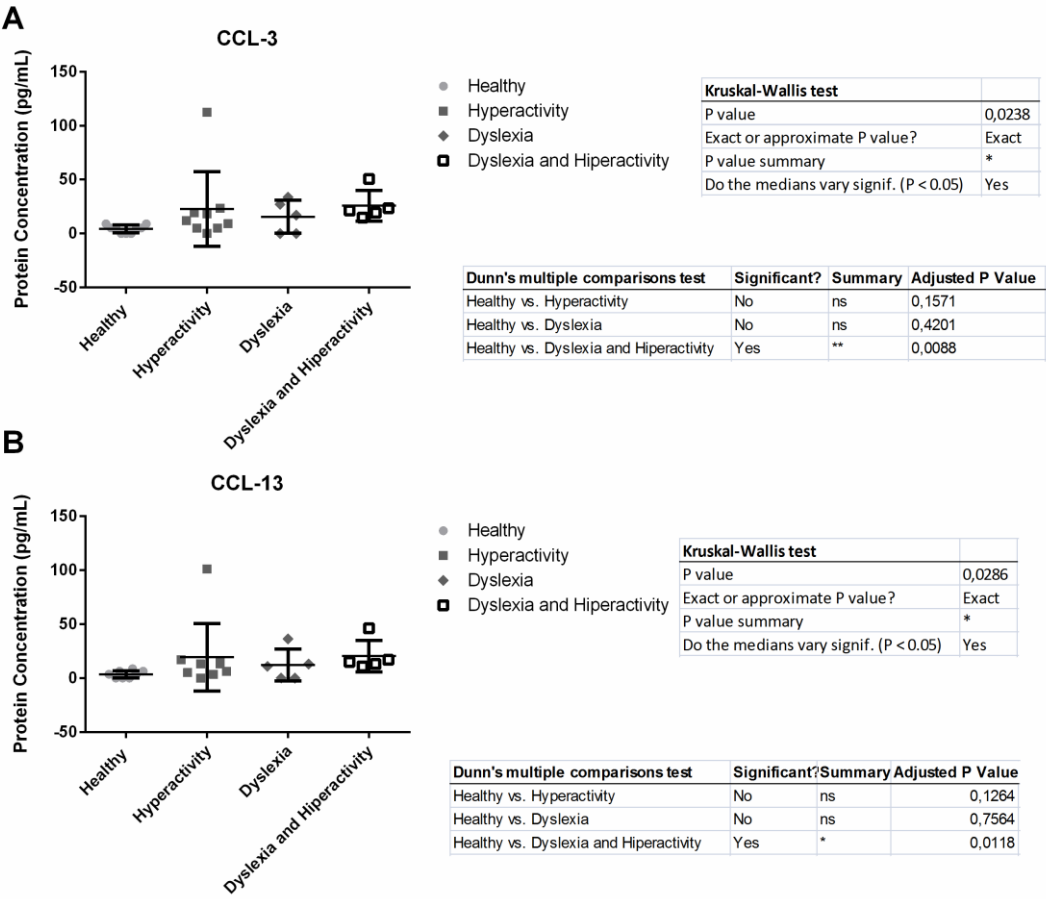 A
CCL-3
Protein Concentration (pg/mL)
150
100
50
0
-50
Healthy
Hyperactivity
Dyslexia
Dyslexia and Hiperactivity
Healthy
Hyperactivity
Dyslexia
Dyslexia and Hiperactivity
Kruskal-Wallis test
P value 0,0238
Exact or approximate P value? Exact
P value summary *
Do the medians vary signif. (P < 0.05) Yes
Dunn's multiple comparisons test Significant? Summary Adjusted P Value
Healthy vs. Hyperactivity No ns 0,1571
Healthy vs. Dyslexia No ns 0,4201
Healthy vs. Dyslexia and Hiperactivity Yes ** 0,0088
B
CCL-13
Protein Concentration (pg/mL)
150
100
50
0
-50
Healthy
Hyperactivity
Dyslexia
Dyslexia and Hiperactivity
Healthy
Hyperactivity
Dyslexia
Dyslexia and Hiperactivity
Kruskal-Wallis test
P value 0,0286
Exact or approximate P value? Exact
P value summary *
Do the medians vary signif. (P < 0.05) Yes
Dunn's multiple comparisons test Significant? Summary Adjusted P Value
Healthy vs. Hyperactivity No ns 0,1264
Healthy vs. Dyslexia No ns 0,7564
Healthy vs. Dyslexia and Hiperactivity Yes * 0,0118